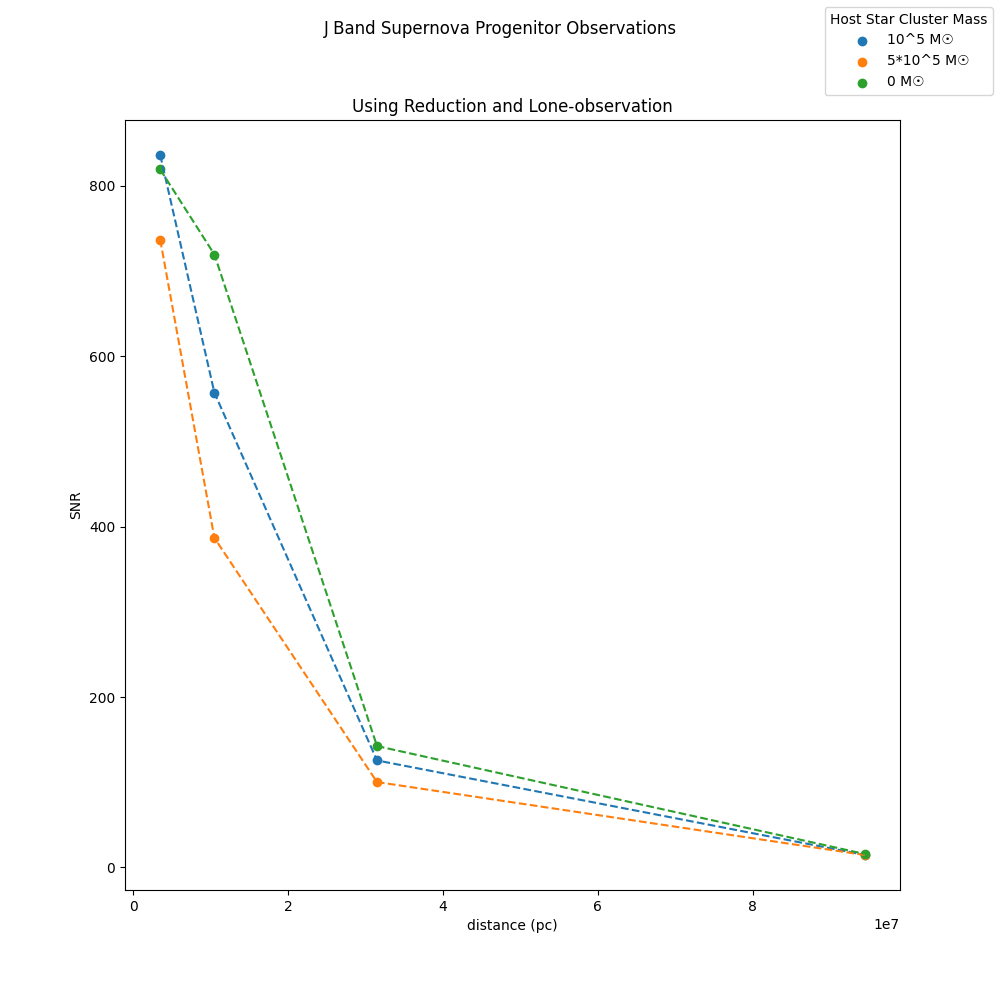 J Band Supernova Progenitor Observations
Host Star Cluster Mass
10^5 M☉
5*10^5 M☉
0 M☉
Using Reduction and Lone-observation
800
600
400
200
0
SNR
0 2 4 6 8
1e7
distance (pc)